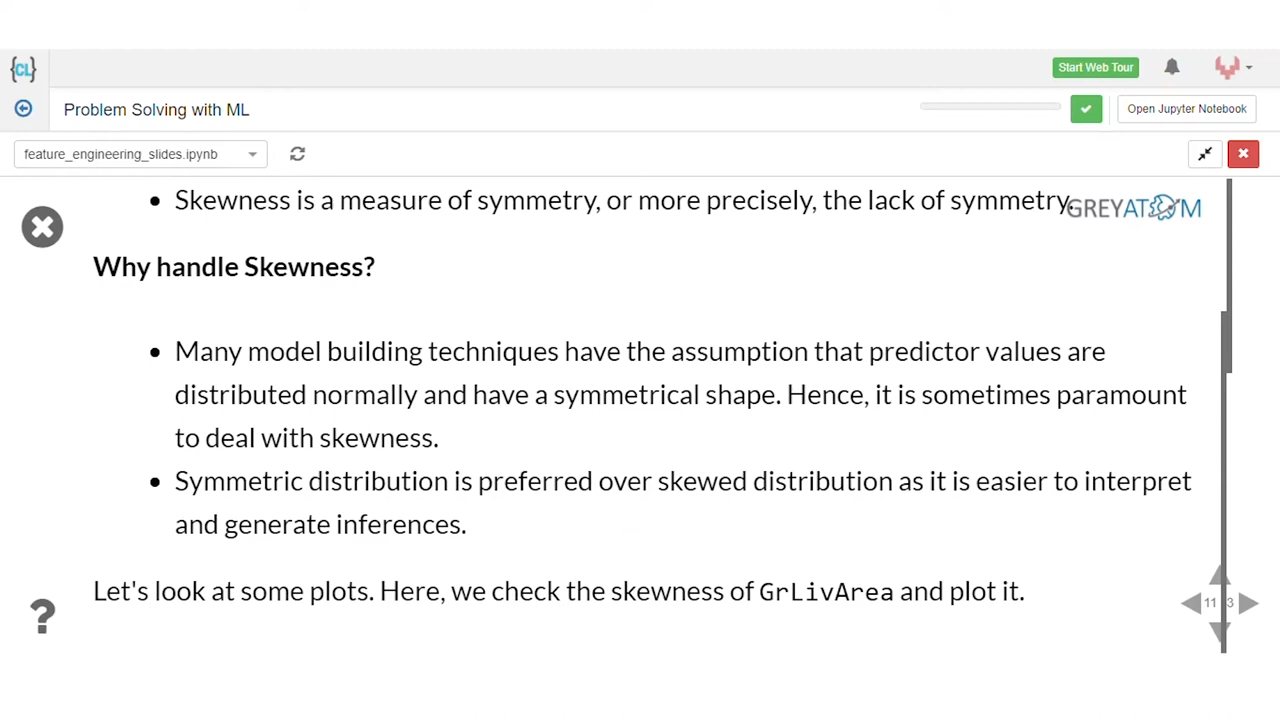 {CL}
Start Web Tour
Problem Solving with ML
Open Jupyter Notebook
feature_engineering_slides.ipynb
• Skewness is a measure of symmetry, or more precisely, the lack of symmetry.
GREYATOM
Why handle Skewness?
• Many model building techniques have the assumption that predictor values are
distributed normally and have a symmetrical shape. Hence, it is sometimes paramount
to deal with skewness.
• Symmetric distribution is preferred over skewed distribution as it is easier to interpret
and generate inferences.
Let's look at some plots. Here, we check the skewness of GrLivArea and plot it.
?